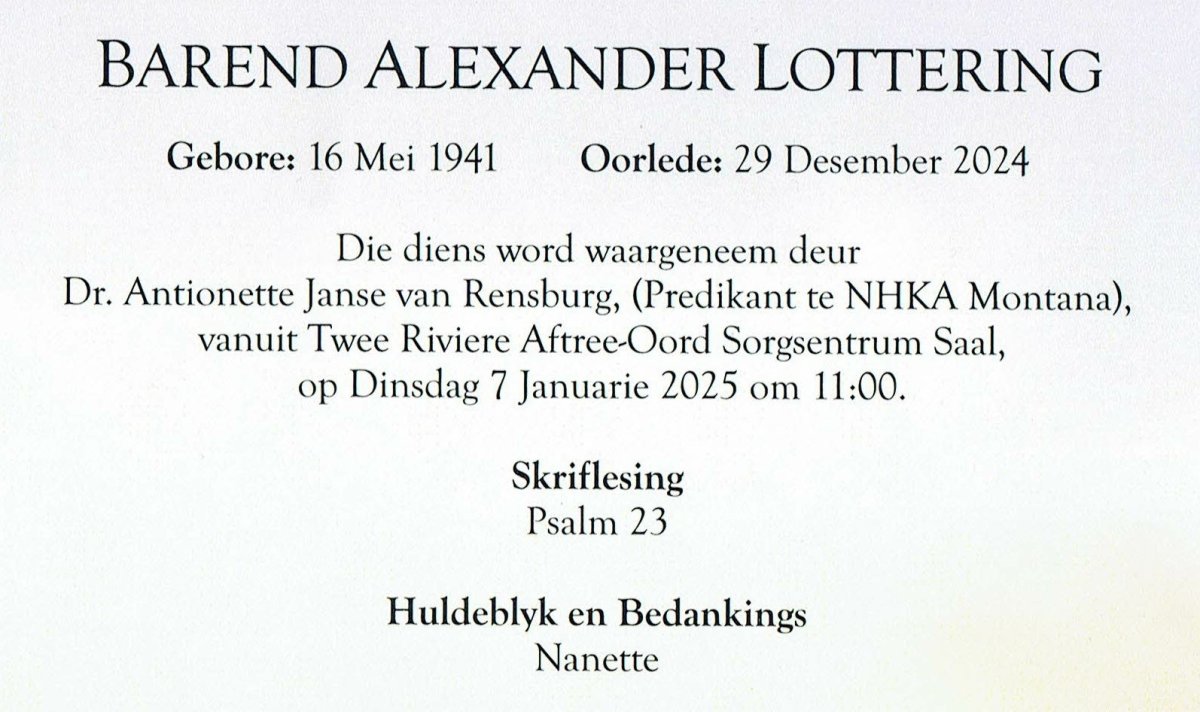 BAREND ALEXANDER LOTTERING
Gebore: 16 Mei 1941 Oorlede: 29 Desember 2024
Die diens word waargeneem deur
Dr. Antionette Janse van Rensburg, (Predikant te NHKA Montana),
vanuit Twee Riviere Aftree-Oord Sorgsentrum Saal,
op Dinsdag 7 Januarie 2025 om 11:00.
Skriflesing
Psalm 23
Huldeblyk en Bedankings
Nanette